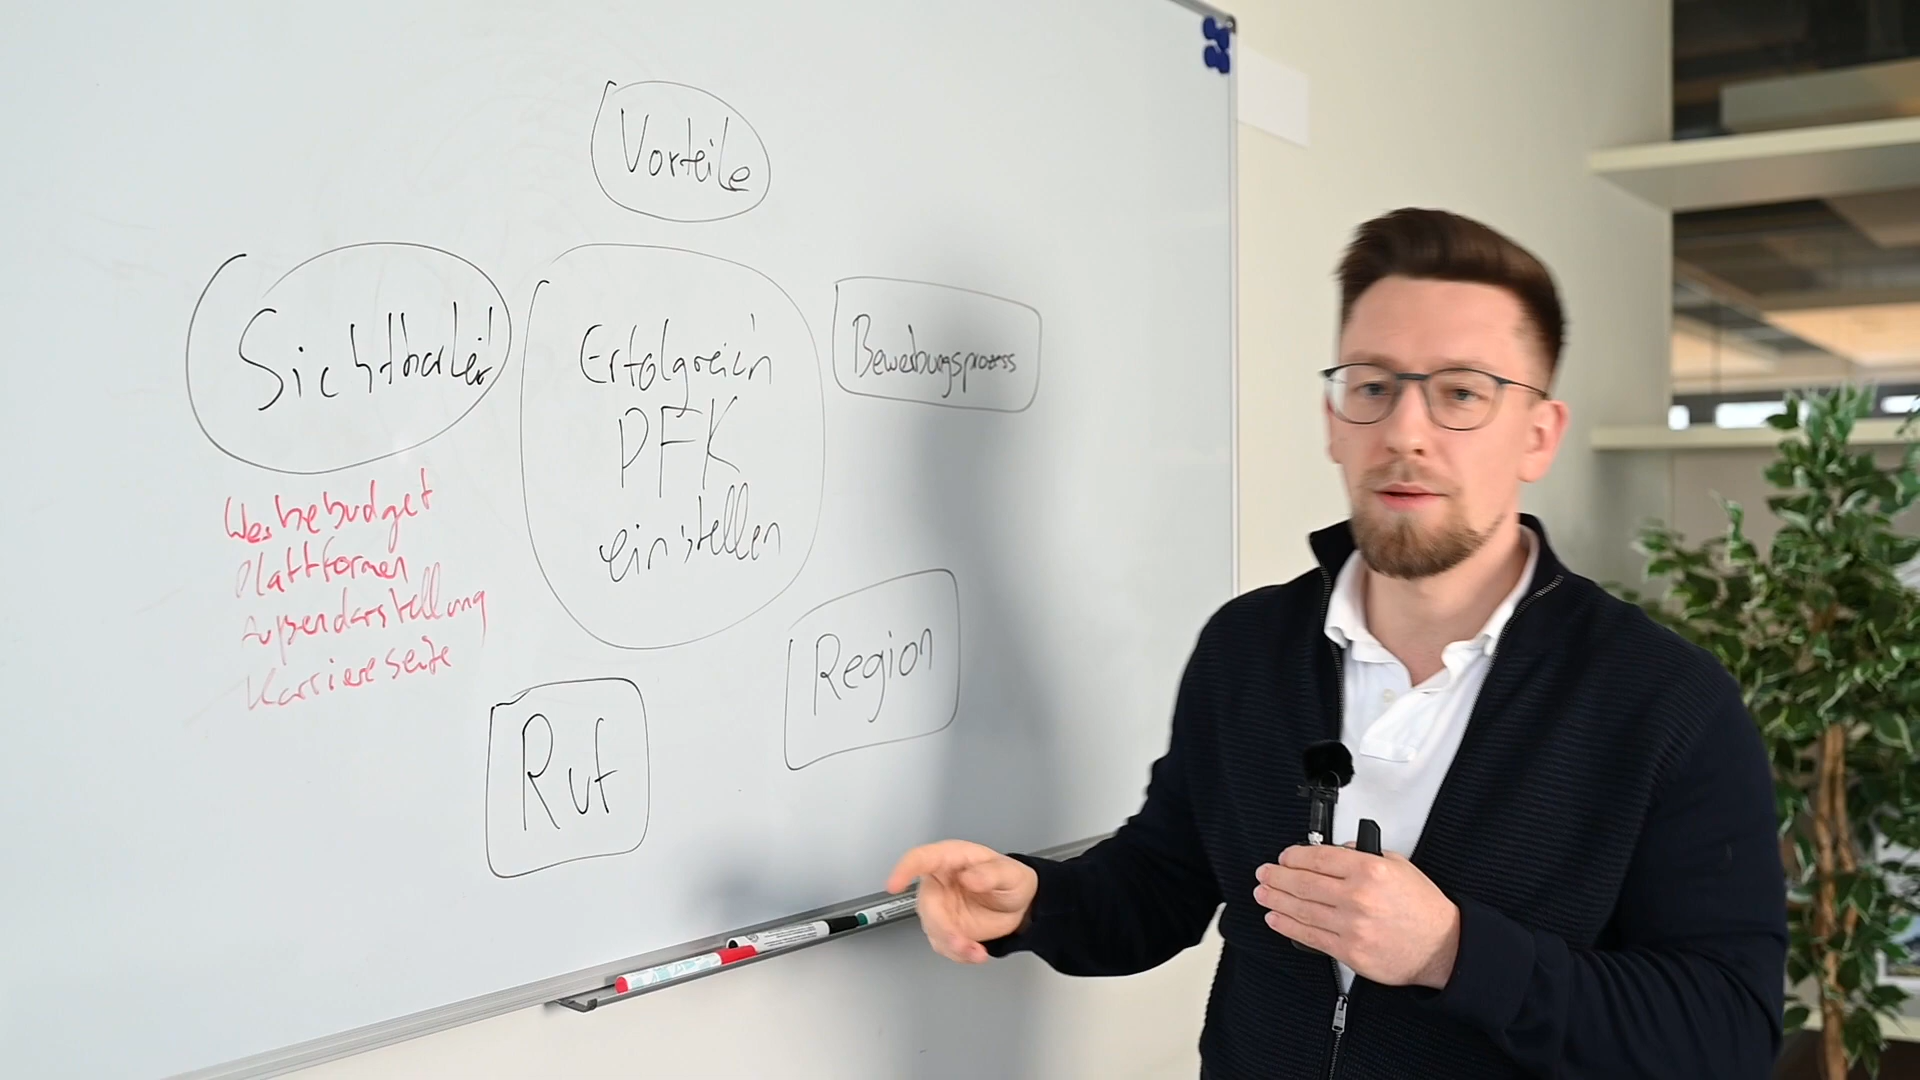 Vorteile
Sichtbarkeit
Erfolgreich
PFK
einstellen
Bewerbungsprozess
Werbebudget
Plattformen
Außendarstellung
Karriereseite
Region
Ruf